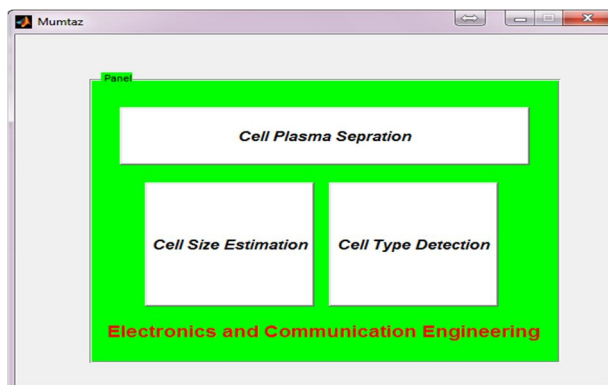 Mumtaz
Panel
Cell Plasma Sepration
Cell Size Estimation
Cell Type Detection
Electronics and Communication Engineering